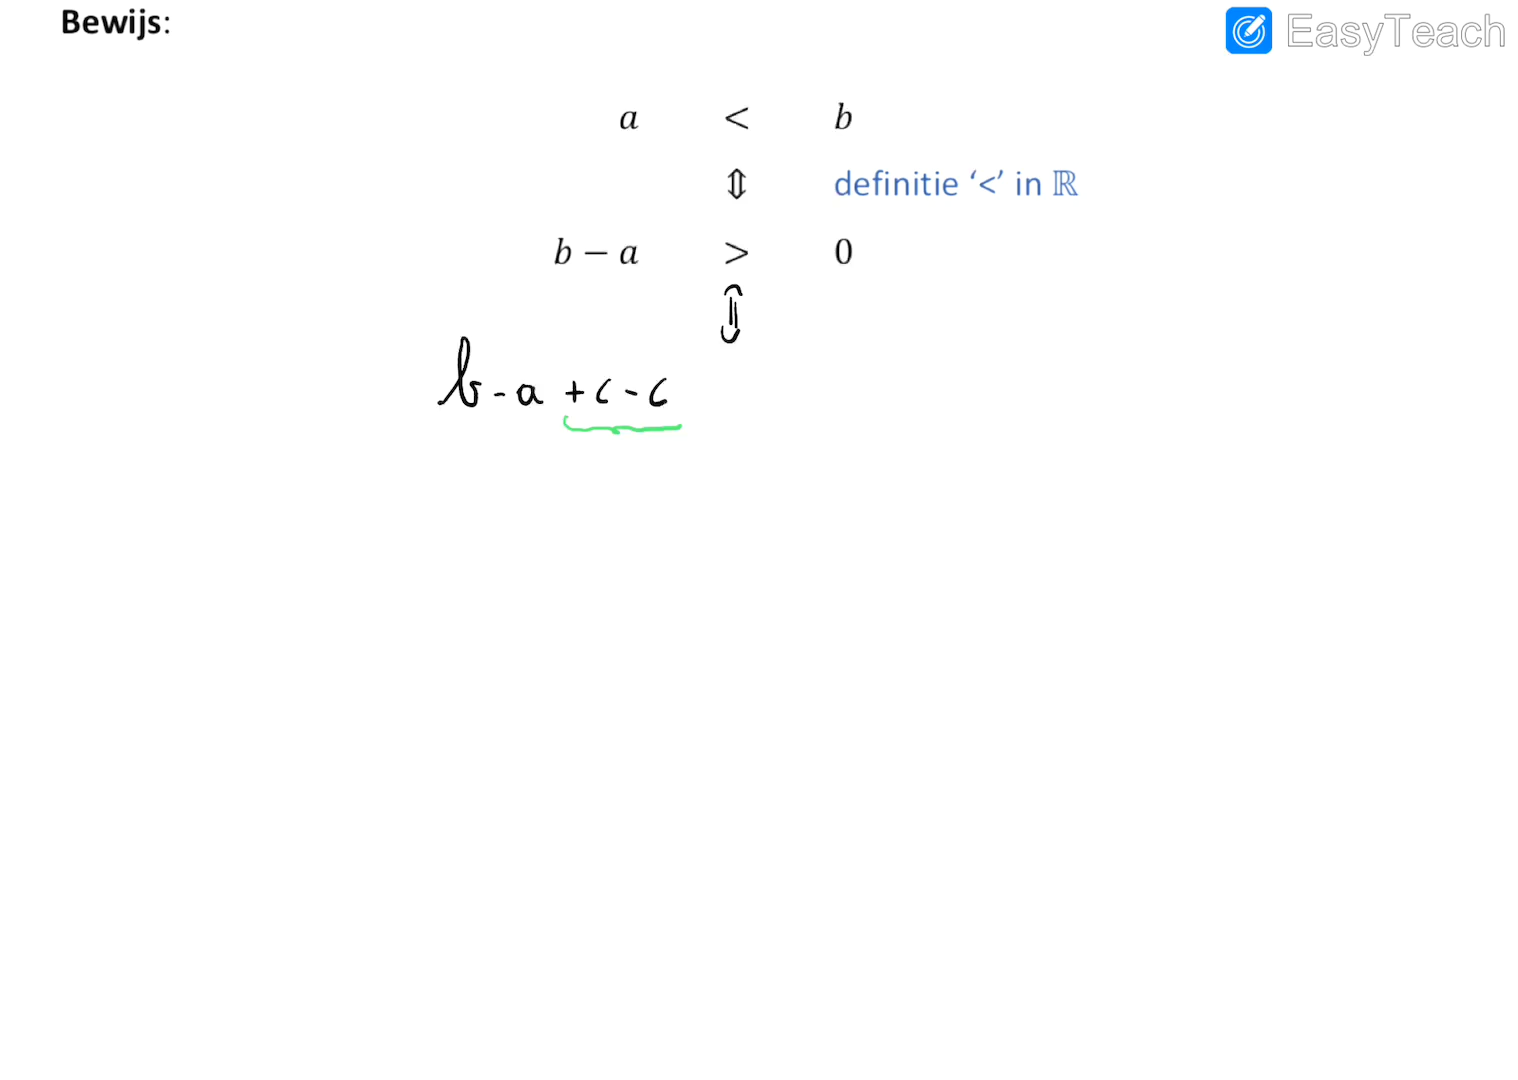 Bewijs:
EasyTeach
a < b
⇕ definitie ‘<’ in ℝ
b − a > 0
⇕
b - a + c - c